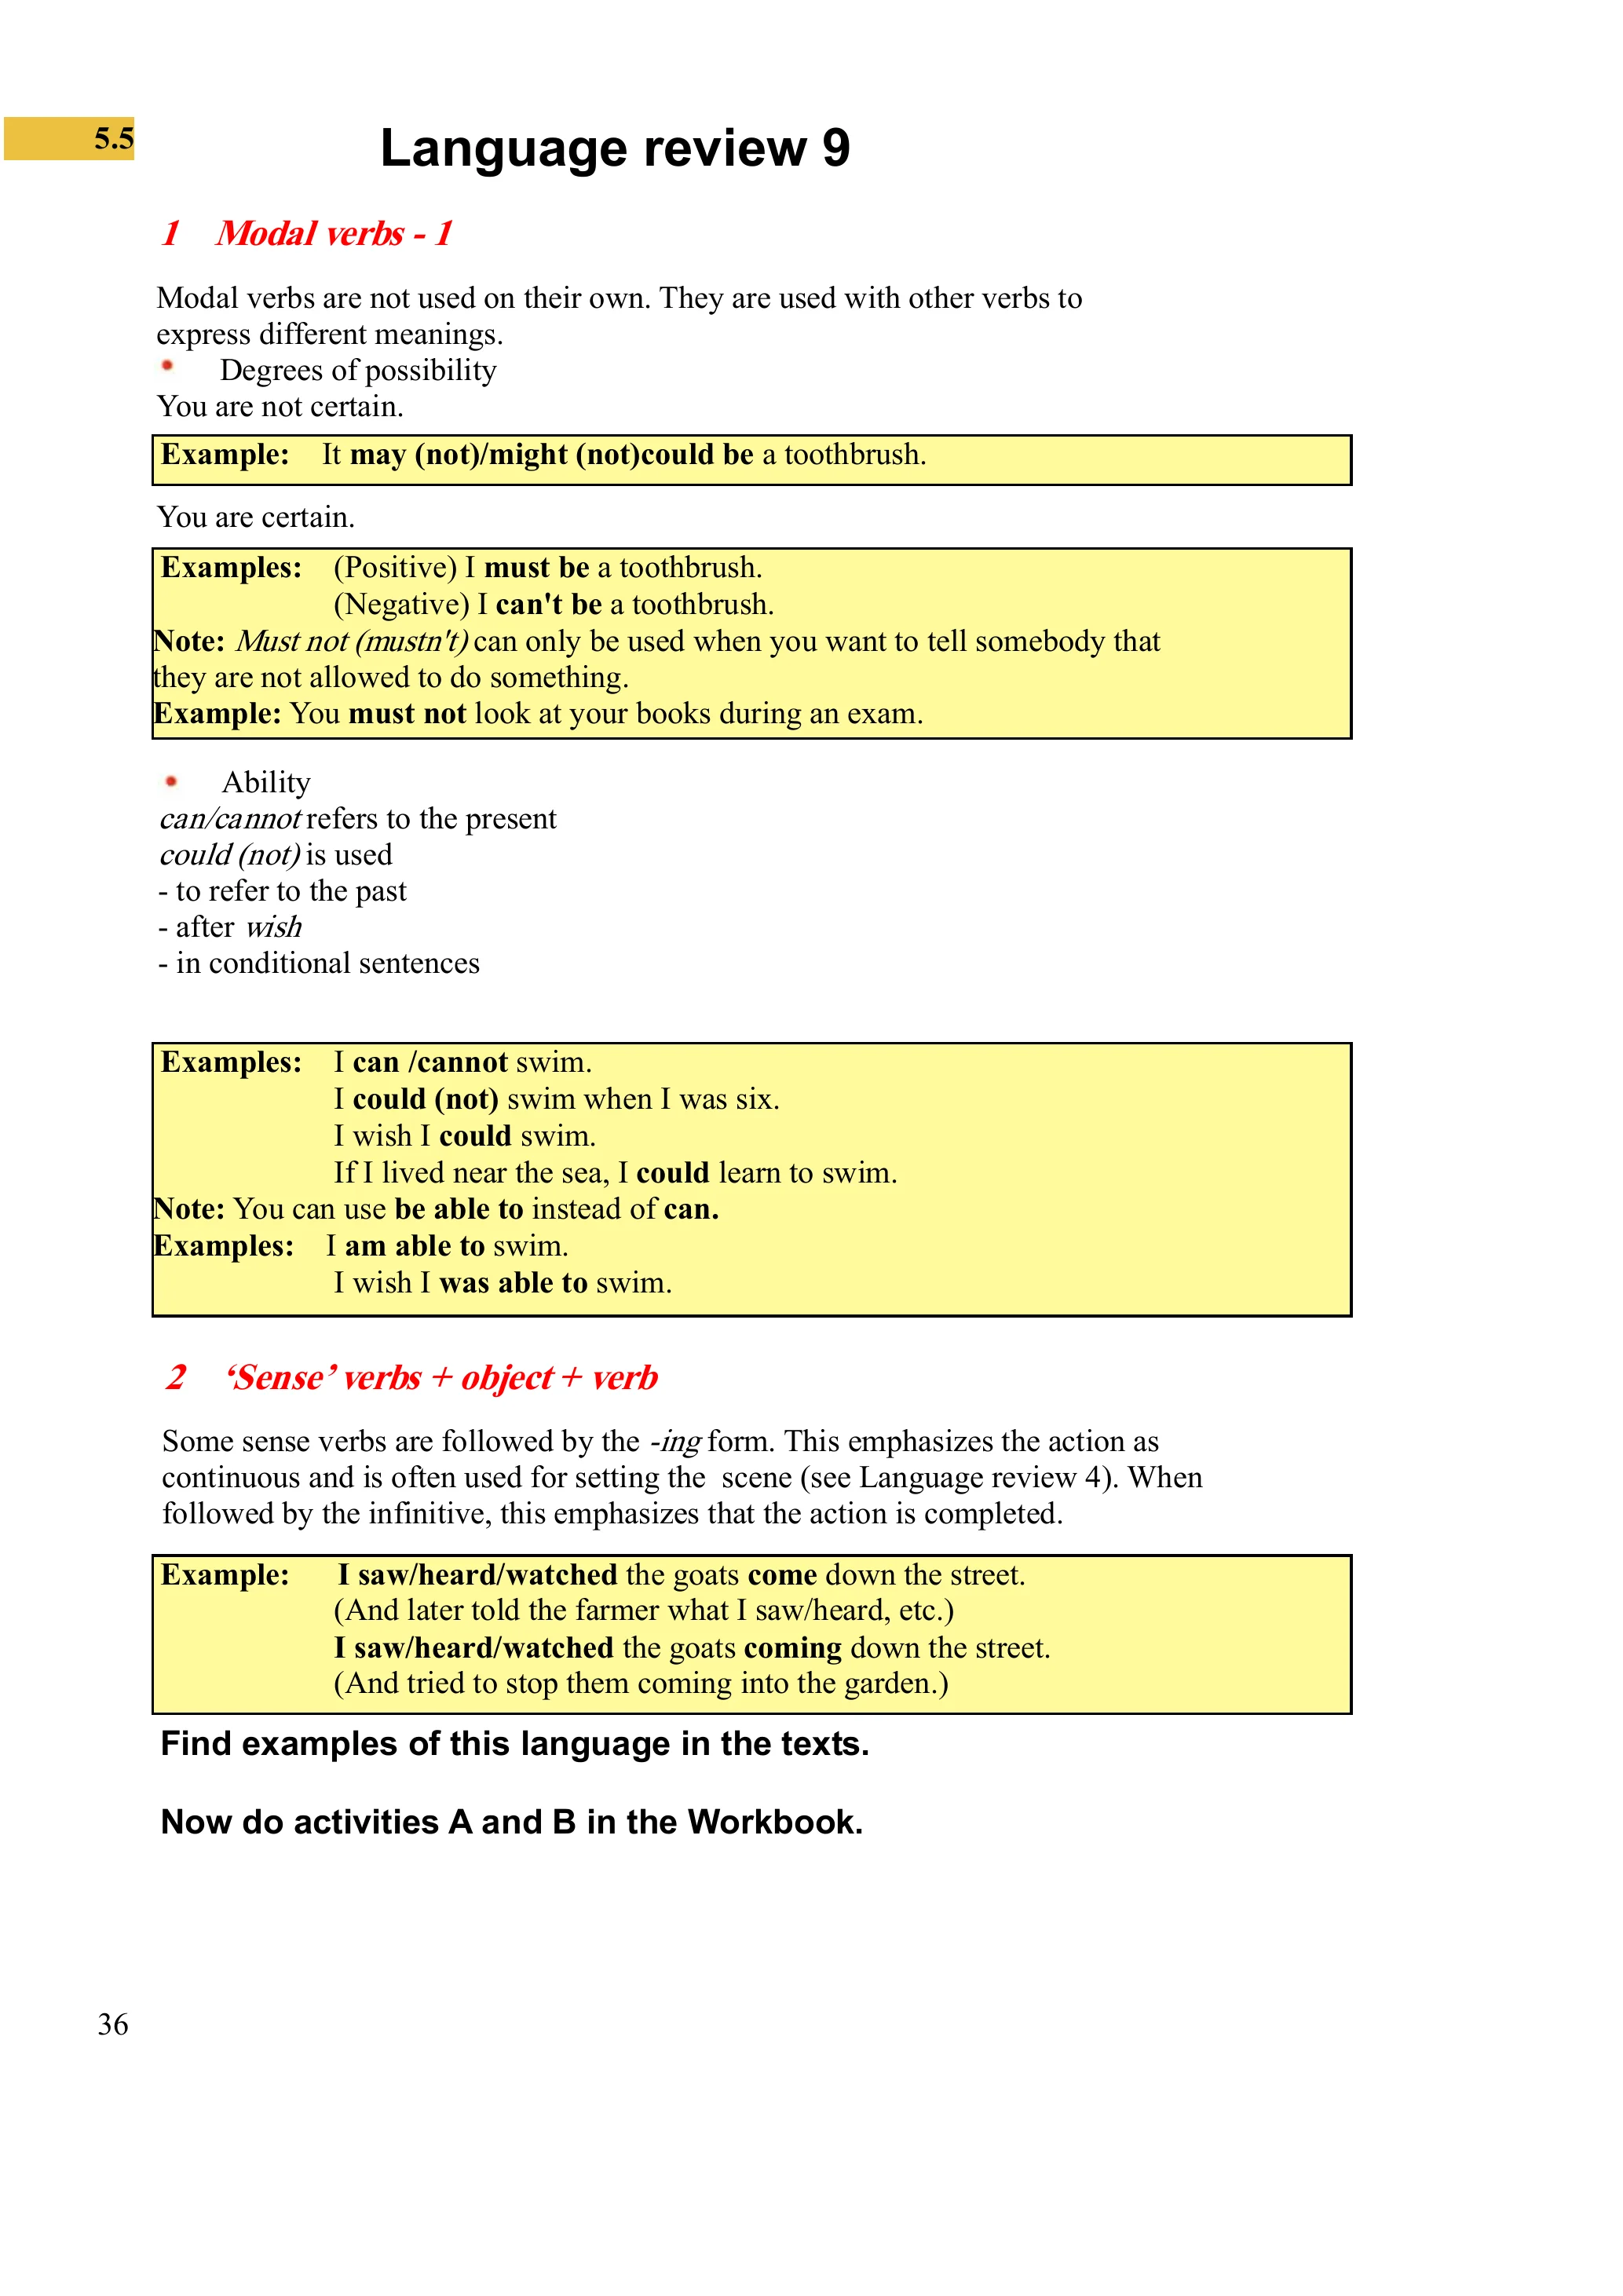 5.5
Language review 9
1 Modal verbs - 1
Modal verbs are not used on their own. They are used with other verbs to
express different meanings.
• Degrees of possibility
You are not certain.
Example: It may (not)/might (not)could be a toothbrush.
You are certain.
Examples: (Positive) I must be a toothbrush.
(Negative) I can't be a toothbrush.
Note: Must not (mustn't) can only be used when you want to tell somebody that
they are not allowed to do something.
Example: You must not look at your books during an exam.
• Ability
can/cannot refers to the present
could (not) is used
- to refer to the past
- after wish
- in conditional sentences
Examples: I can /cannot swim.
I could (not) swim when I was six.
I wish I could swim.
If I lived near the sea, I could learn to swim.
Note: You can use be able to instead of can.
Examples: I am able to swim.
I wish I was able to swim.
2 ‘Sense’ verbs + object + verb
Some sense verbs are followed by the -ing form. This emphasizes the action as
continuous and is often used for setting the scene (see Language review 4). When
followed by the infinitive, this emphasizes that the action is completed.
Example: I saw/heard/watched the goats come down the street.
(And later told the farmer what I saw/heard, etc.)
I saw/heard/watched the goats coming down the street.
(And tried to stop them coming into the garden.)
Find examples of this language in the texts.
Now do activities A and B in the Workbook.
36